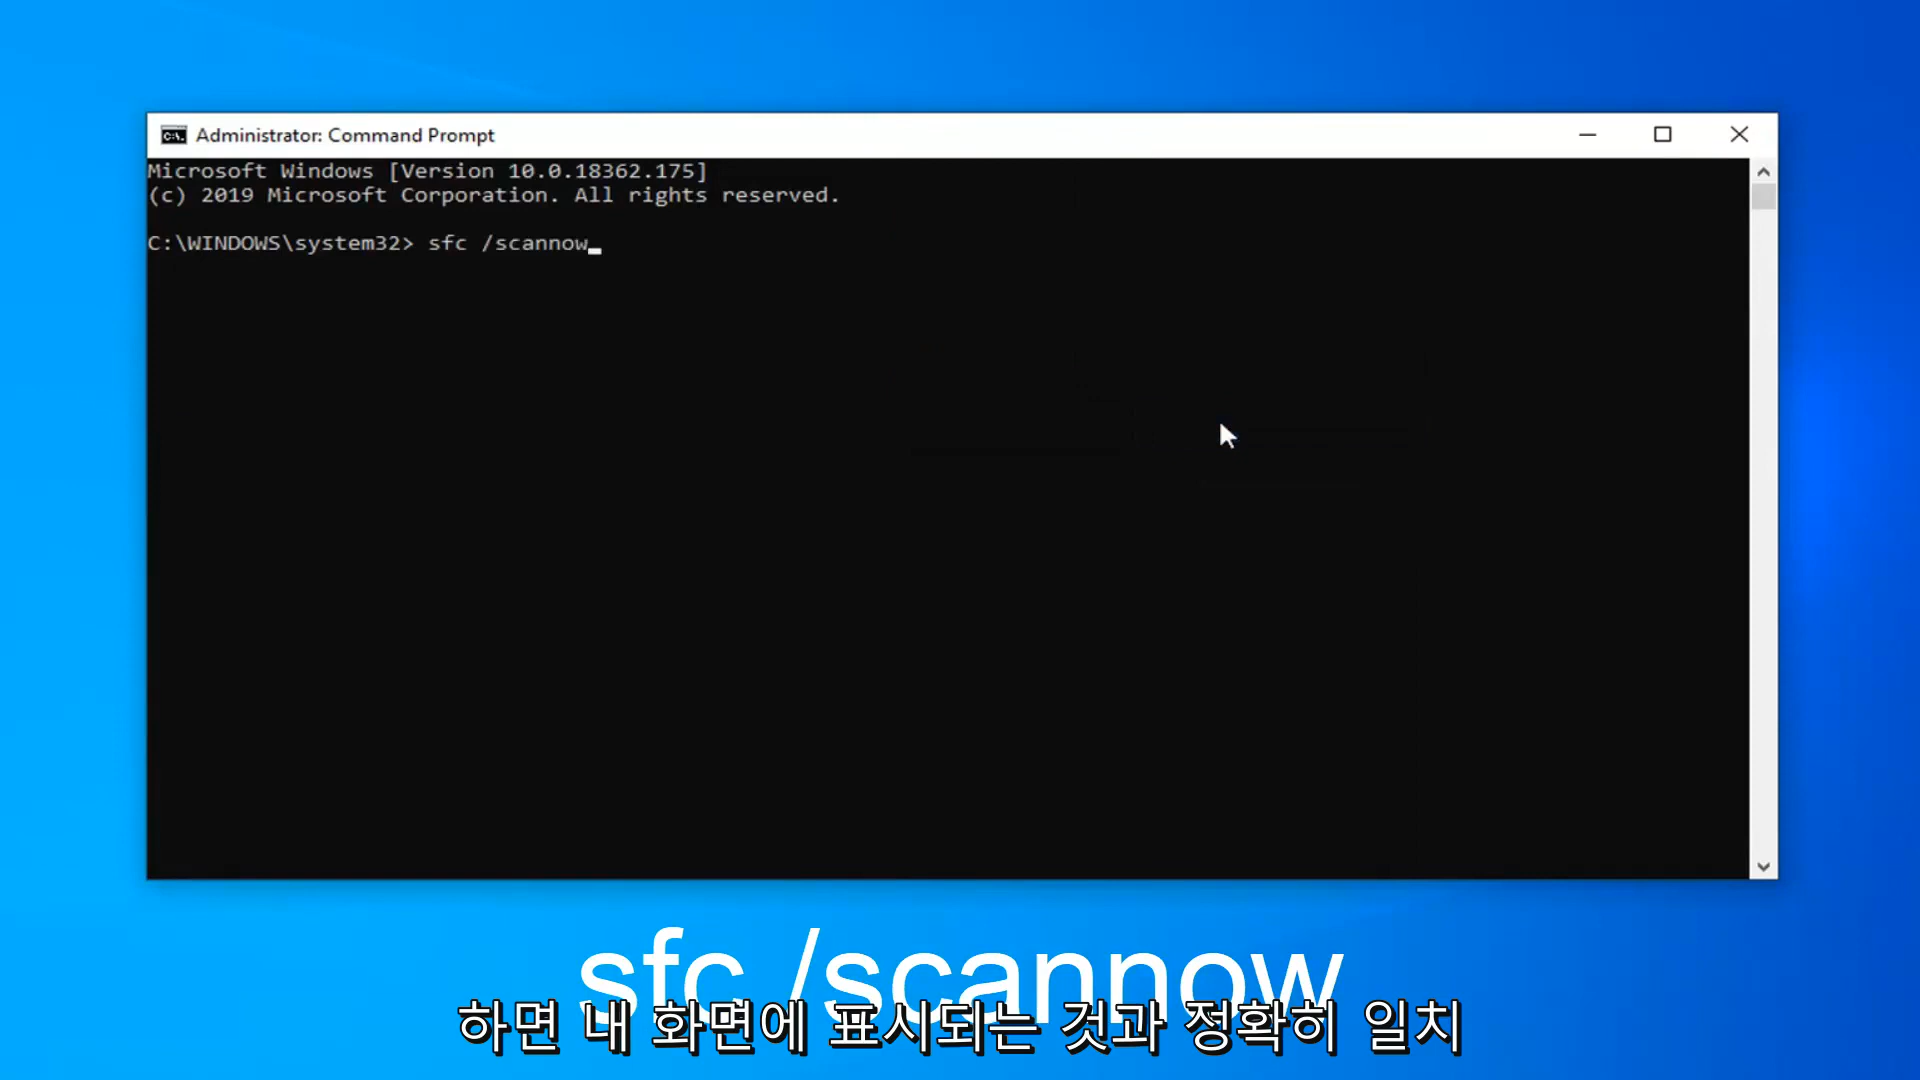 Administrator: Command Prompt
Microsoft Windows [Version 10.0.18362.175]
(c) 2019 Microsoft Corporation. All rights reserved.
C:\WINDOWS\system32> sfc /scannow
sfc /scannow
하면 내 화면에 표시되는 것과 정확히 일치